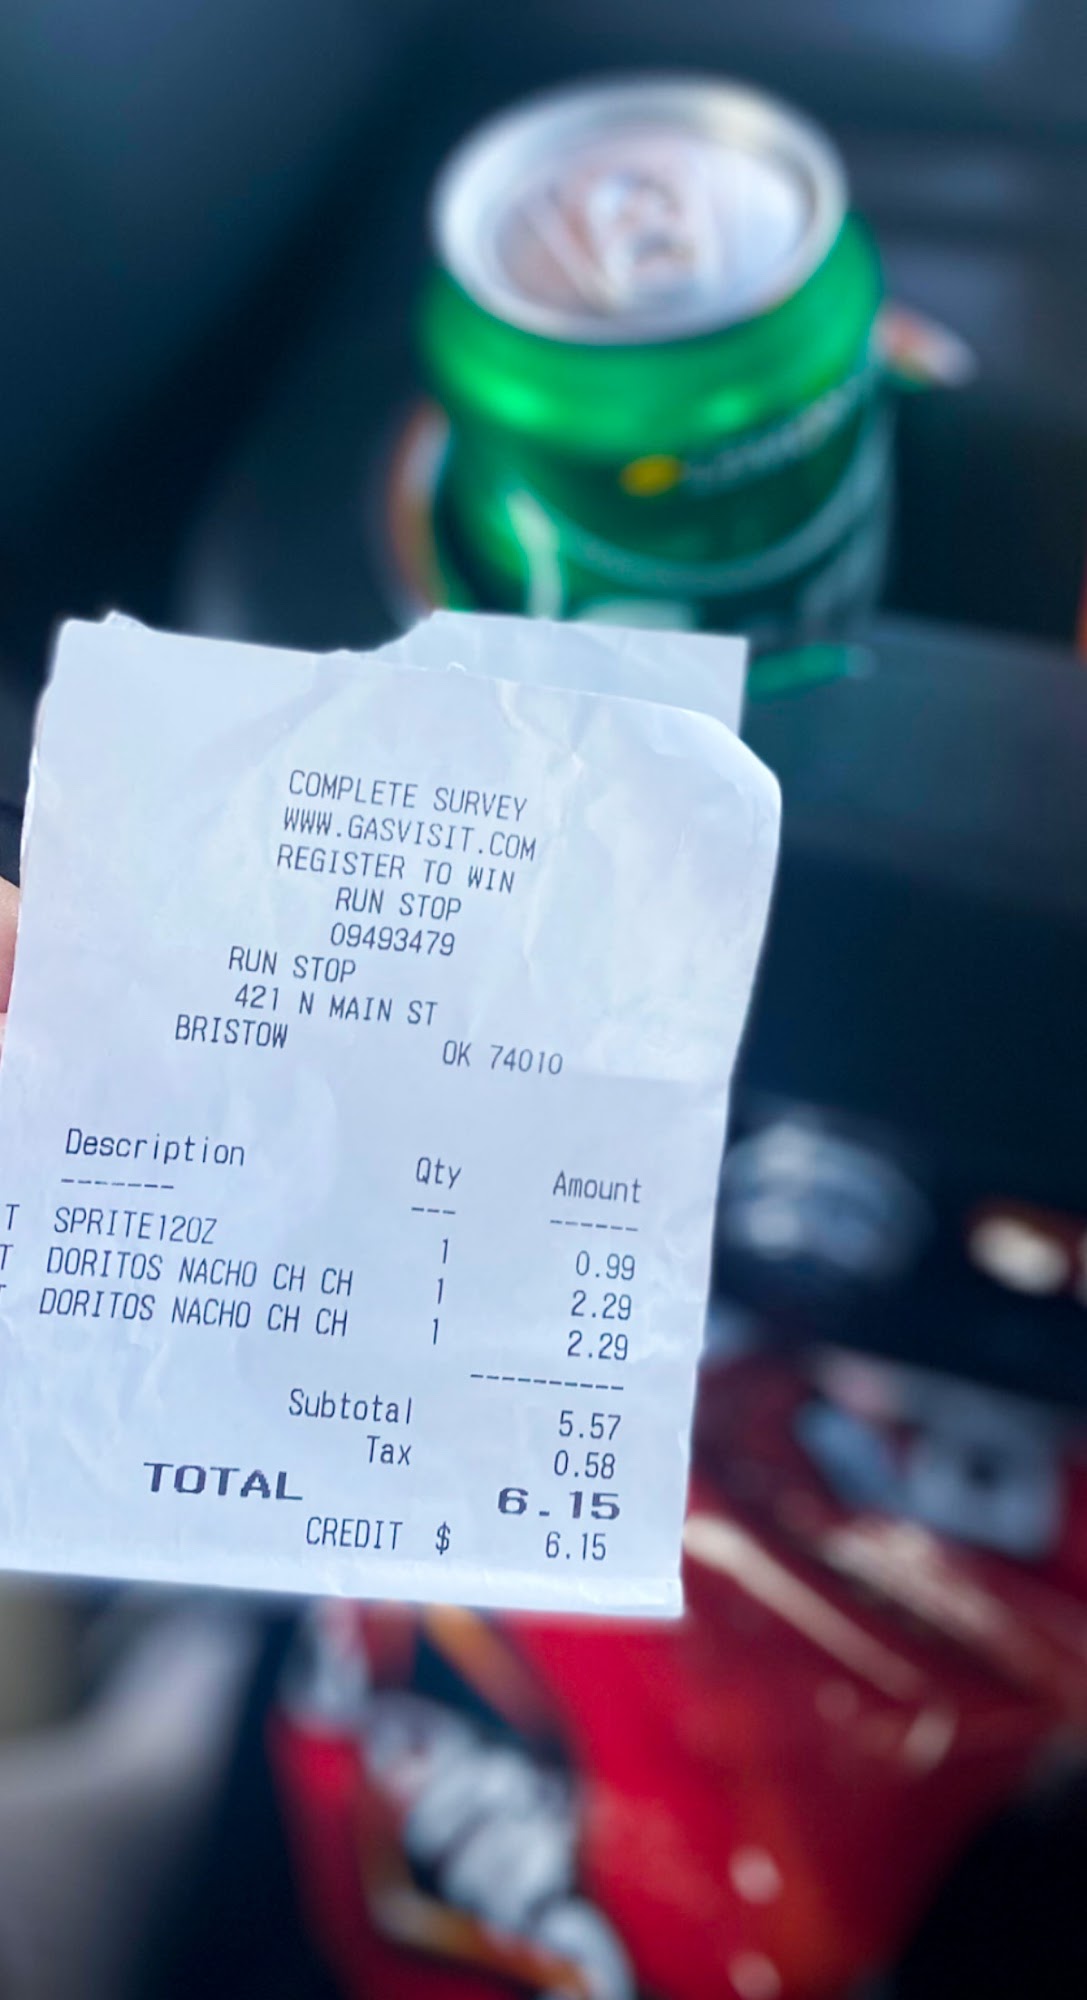 COMPLETE SURVEY
WWW.GASVISIT.COM
REGISTER TO WIN
RUN STOP
09493479
RUN STOP
421 N MAIN ST
BRISTOW OK 74010
Description Qty Amount
------- --- ------
T SPRITE12OZ 1 0.99
T DORITOS NACHO CH CH 1 2.29
T DORITOS NACHO CH CH 1 2.29
----------
Subtotal 5.57
Tax 0.58
TOTAL 6.15
CREDIT $ 6.15